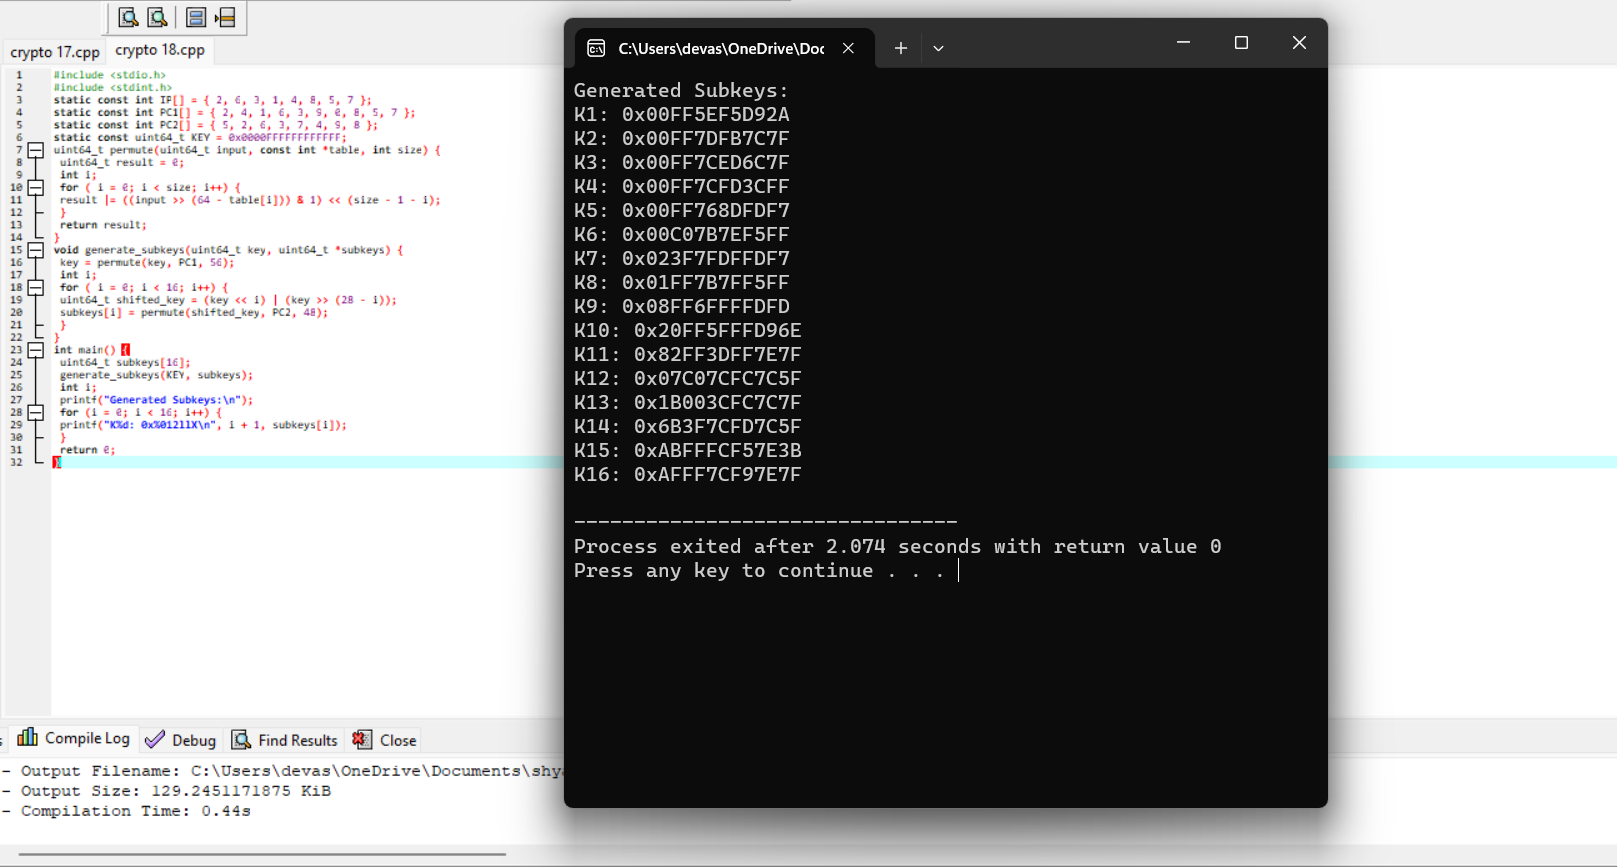 crypto 17.cpp crypto 18.cpp
1 #include <stdio.h>
2 #include <stdint.h>
3 static const int IP[] = { 2, 6, 3, 1, 4, 8, 5, 7 };
4 static const int PC1[] = { 2, 4, 1, 6, 3, 9, 0, 8, 5, 7 };
5 static const int PC2[] = { 5, 2, 6, 3, 7, 4, 9, 8 };
6 static const uint64_t KEY = 0x0000FFFFFFFFFFFF;
7 uint64_t permute(uint64_t input, const int *table, int size) {
8 uint64_t result = 0;
9 int i;
10 for ( i = 0; i < size; i++) {
11 result |= ((input >> (64 - table[i])) & 1) << (size - 1 - i);
12 }
13 return result;
14 }
15 void generate_subkeys(uint64_t key, uint64_t *subkeys) {
16 key = permute(key, PC1, 56);
17 int i;
18 for ( i = 0; i < 16; i++) {
19 uint64_t shifted_key = (key << i) | (key >> (28 - i));
20 subkeys[i] = permute(shifted_key, PC2, 48);
21 }
22 }
23 int main() {
24 uint64_t subkeys[16];
25 generate_subkeys(KEY, subkeys);
26 int i;
27 printf("Generated Subkeys:\n");
28 for (i = 0; i < 16; i++) {
29 printf("K%d: 0x%012llX\n", i + 1, subkeys[i]);
30 }
31 return 0;
32 }
C:\Users\devas\OneDrive\Doc
Generated Subkeys:
K1: 0x00FF5EF5D92A
K2: 0x00FF7DFB7C7F
K3: 0x00FF7CED6C7F
K4: 0x00FF7CFD3CFF
K5: 0x00FF768DFDF7
K6: 0x00C07B7EF5FF
K7: 0x023F7FDFFDF7
K8: 0x01FF7B7FF5FF
K9: 0x08FF6FFFFDFD
K10: 0x20FF5FFFD96E
K11: 0x82FF3DFF7E7F
K12: 0x07C07CFC7C5F
K13: 0x1B003CFC7C7F
K14: 0x6B3F7CFD7C5F
K15: 0xABFFFCF57E3B
K16: 0xAFFF7CF97E7F
--------------------------------
Process exited after 2.074 seconds with return value 0
Press any key to continue . . .
Compile Log Debug Find Results Close
- Output Filename: C:\Users\devas\OneDrive\Documents\shy
- Output Size: 129.2451171875 KiB
- Compilation Time: 0.44s